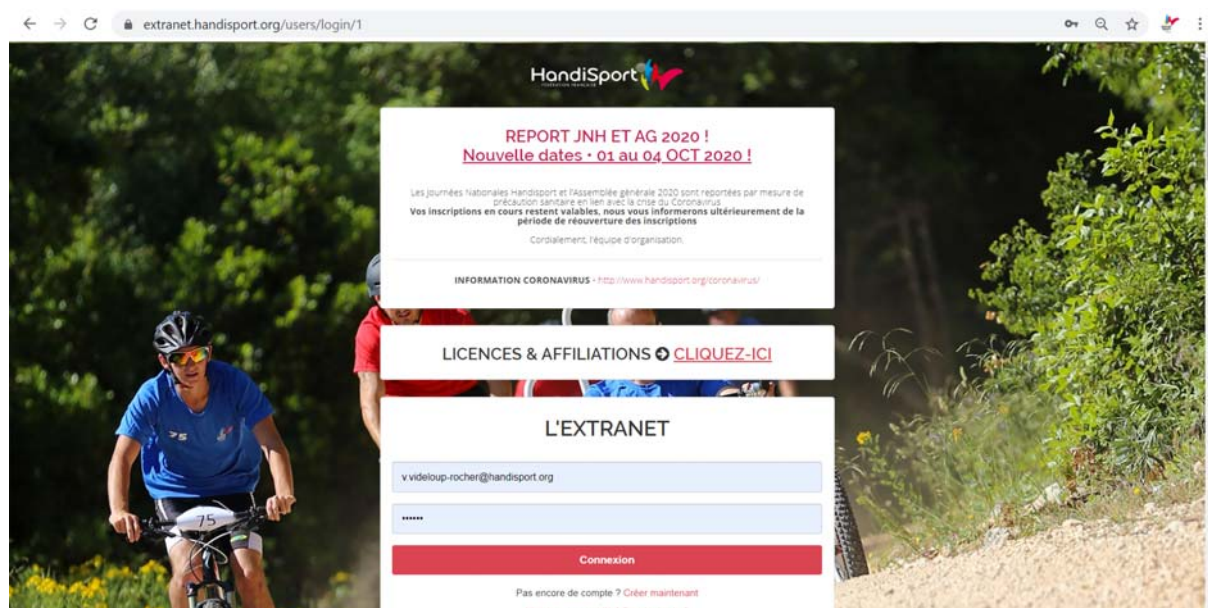 extranet.handisport.org/users/login/1
HandiSport
FÉDÉRATION FRANÇAISE
REPORT JNH ET AG 2020 !
Nouvelle dates • 01 au 04 OCT 2020 !
Les Journées Nationales Handisport et l'Assemblée générale 2020 sont reportées par mesure de
précaution sanitaire en lien avec la crise du Coronavirus
Vos inscriptions en cours restent valables, nous vous informerons ultérieurement de la
période de réouverture des inscriptions
Cordialement, l'équipe d'organisation.
INFORMATION CORONAVIRUS - http://www.handisport.org/coronavirus/
LICENCES & AFFILIATIONS CLIQUEZ-ICI
L'EXTRANET
v.videloup-rocher@handisport.org
••••••
Connexion
Pas encore de compte ? Créer maintenant
75
75